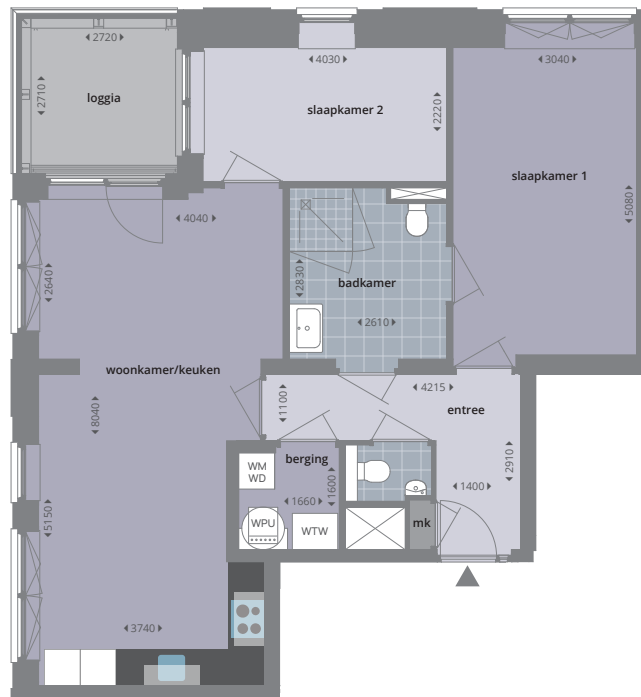 2720
loggia
2710
4030
slaapkamer 2
2220
3040
slaapkamer 1
5080
4040
2640
2830
badkamer
2610
woonkamer/keuken
8040
1100
4215
entree
2910
berging
WM
WD
1600
1660
1400
WPU
WTW
mk
5150
3740